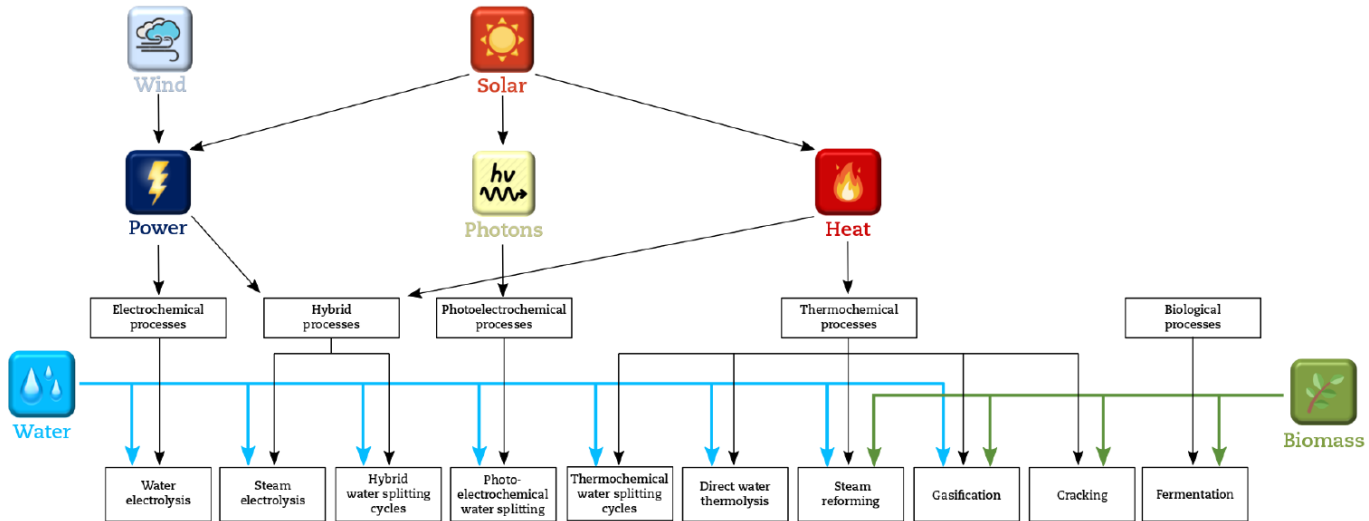 Wind
Solar
hν
Power
Photons
Heat
Electrochemical
processes
Hybrid
processes
Photoelectrochemical
processes
Thermochemical
processes
Biological
processes
Water
Biomass
Water
electrolysis
Steam
electrolysis
Hybrid
water splitting
cycles
Photo-
electrochemical
water splitting
Thermochemical
water splitting
cycles
Direct water
thermolysis
Steam
reforming
Gasification
Cracking
Fermentation